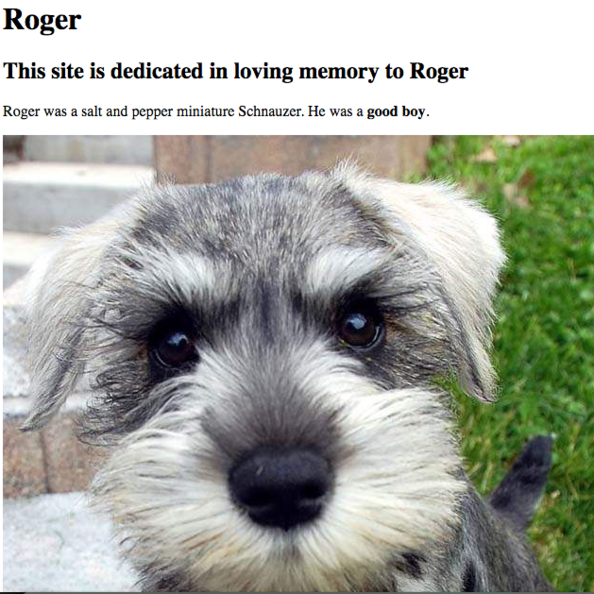 Roger
This site is dedicated in loving memory to Roger
Roger was a salt and pepper miniature Schnauzer. He was a good boy.